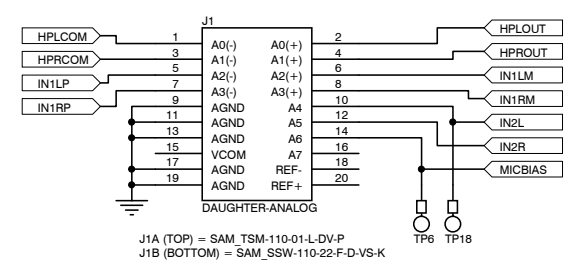 J1
HPLCOM 1 A0(-) A0(+) 2 HPLOUT
HPRCOM 3 A1(-) A1(+) 4 HPROUT
IN1LP 5 A2(-) A2(+) 6 IN1LM
IN1RP 7 A3(-) A3(+) 8 IN1RM
9 AGND A4 10 IN2L
11 AGND A5 12 IN2R
13 AGND A6 14 MICBIAS
15 VCOM A7 16
17 AGND REF- 18
19 AGND REF+ 20
DAUGHTER-ANALOG
TP6 TP18
J1A (TOP) = SAM_TSM-110-01-L-DV-P
J1B (BOTTOM) = SAM_SSW-110-22-F-D-VS-K